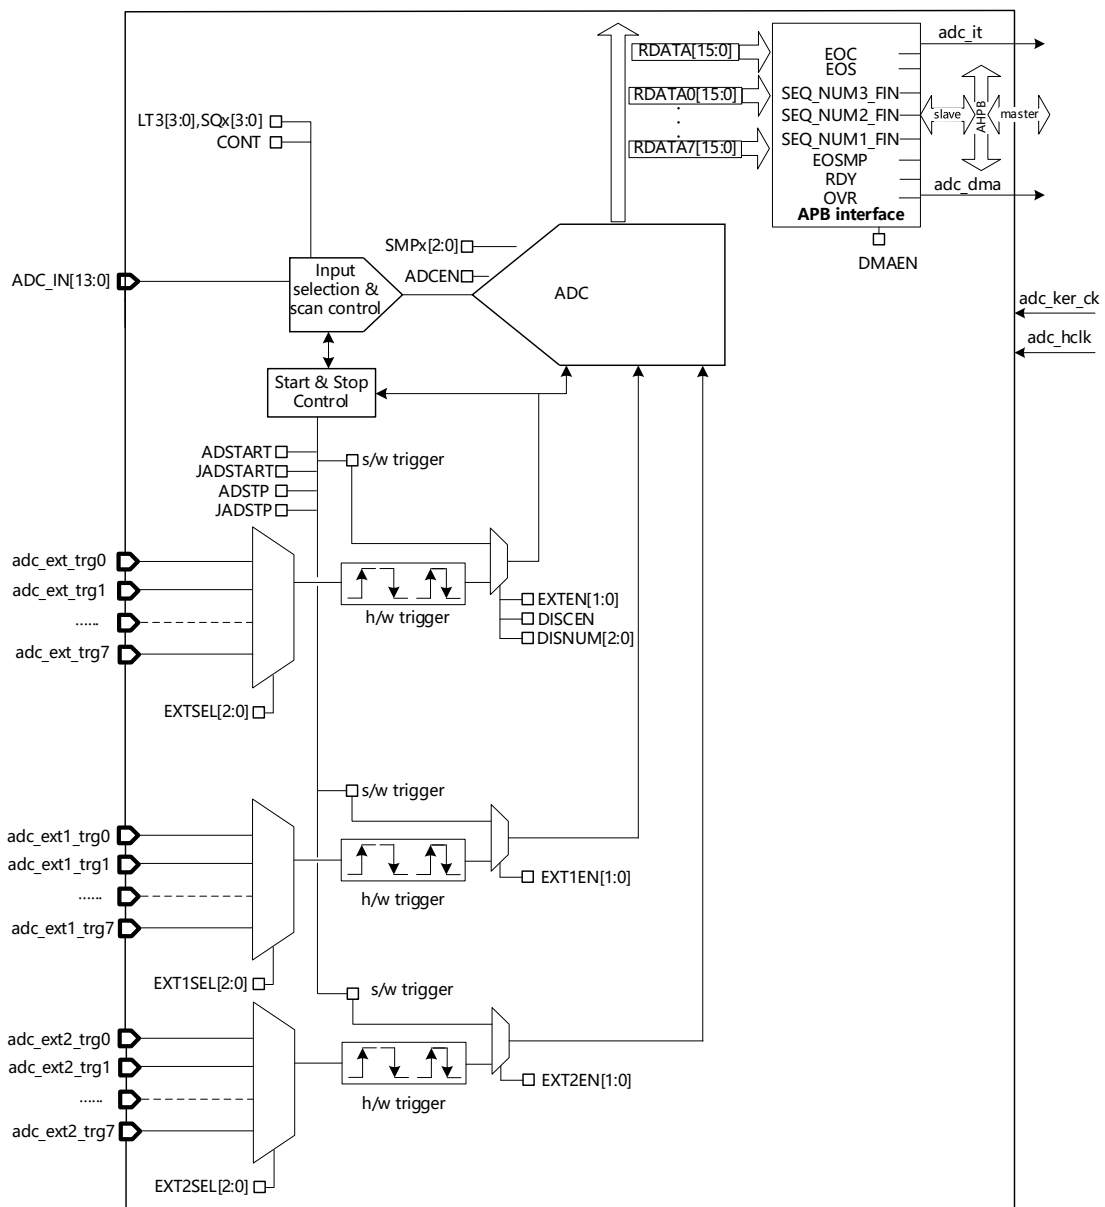 adc_it
RDATA[15:0]
EOC
EOS
RDATA0[15:0]
SEQ_NUM3_FIN
SEQ_NUM2_FIN
SEQ_NUM1_FIN
slave
AHPB
master
RDATA7[15:0]
EOSMP
RDY
OVR
adc_dma
APB interface
DMAEN
LT3[3:0],SQx[3:0]
CONT
SMPx[2:0]
ADCEN
ADC_IN[13:0]
Input
selection &
scan control
ADC
adc_ker_ck
adc_hclk
Start & Stop
Control
ADSTART
JADSTART
ADSTP
JADSTP
s/w trigger
adc_ext_trg0
adc_ext_trg1
......
adc_ext_trg7
h/w trigger
EXTEN[1:0]
DISCEN
DISNUM[2:0]
EXTSEL[2:0]
s/w trigger
adc_ext1_trg0
adc_ext1_trg1
......
adc_ext1_trg7
h/w trigger
EXT1EN[1:0]
EXT1SEL[2:0]
s/w trigger
adc_ext2_trg0
adc_ext2_trg1
......
adc_ext2_trg7
h/w trigger
EXT2EN[1:0]
EXT2SEL[2:0]